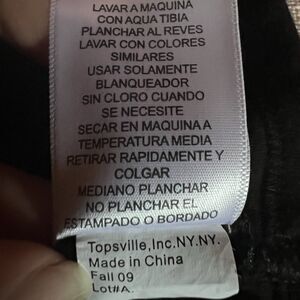 LAVAR A MAQUINA
CON AQUA TIBIA
PLANCHAR AL REVES
LAVAR CON COLORES
SIMILARES
USAR SOLAMENTE
BLANQUEADOR
SIN CLORO CUANDO
SE NECESITE
SECAR EN MAQUINA A
TEMPERATURA MEDIA
RETIRAR RAPIDAMENTE Y
COLGAR
MEDIANO PLANCHAR
NO PLANCHAR EL
ESTAMPADO O BORDADO
Topsville,Inc.NY.NY.
Made in China
Fall 09
Lot#A.